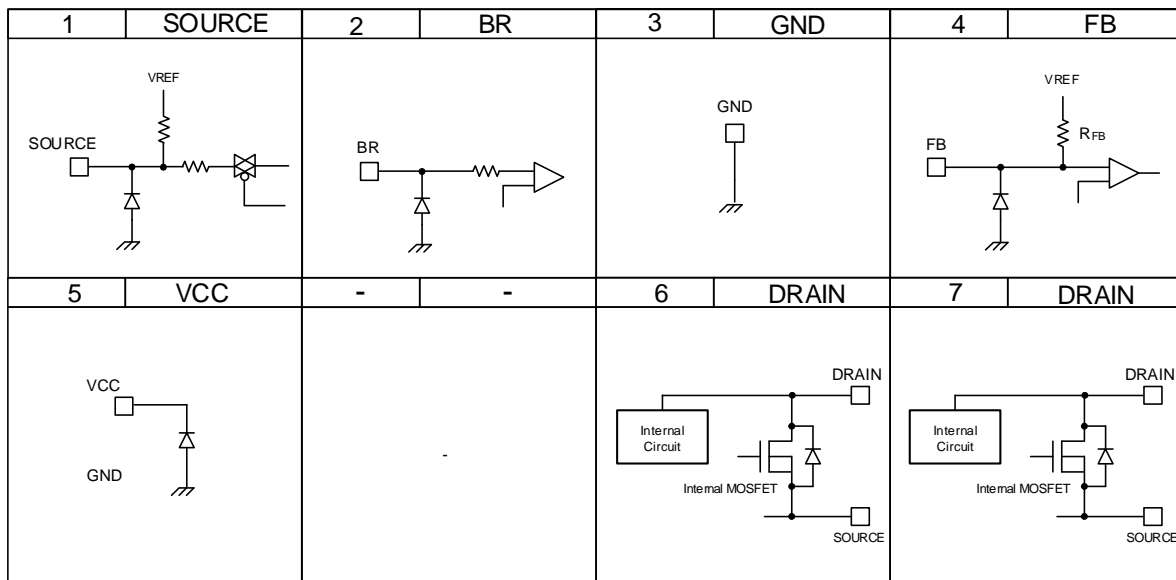 1 SOURCE 2 BR 3 GND 4 FB
VREF
SOURCE
BR
GND
VREF
RFB
FB
5 VCC - - 6 DRAIN 7 DRAIN
VCC
GND
-
DRAIN
Internal
Circuit
Internal MOSFET
SOURCE
DRAIN
Internal
Circuit
Internal MOSFET
SOURCE